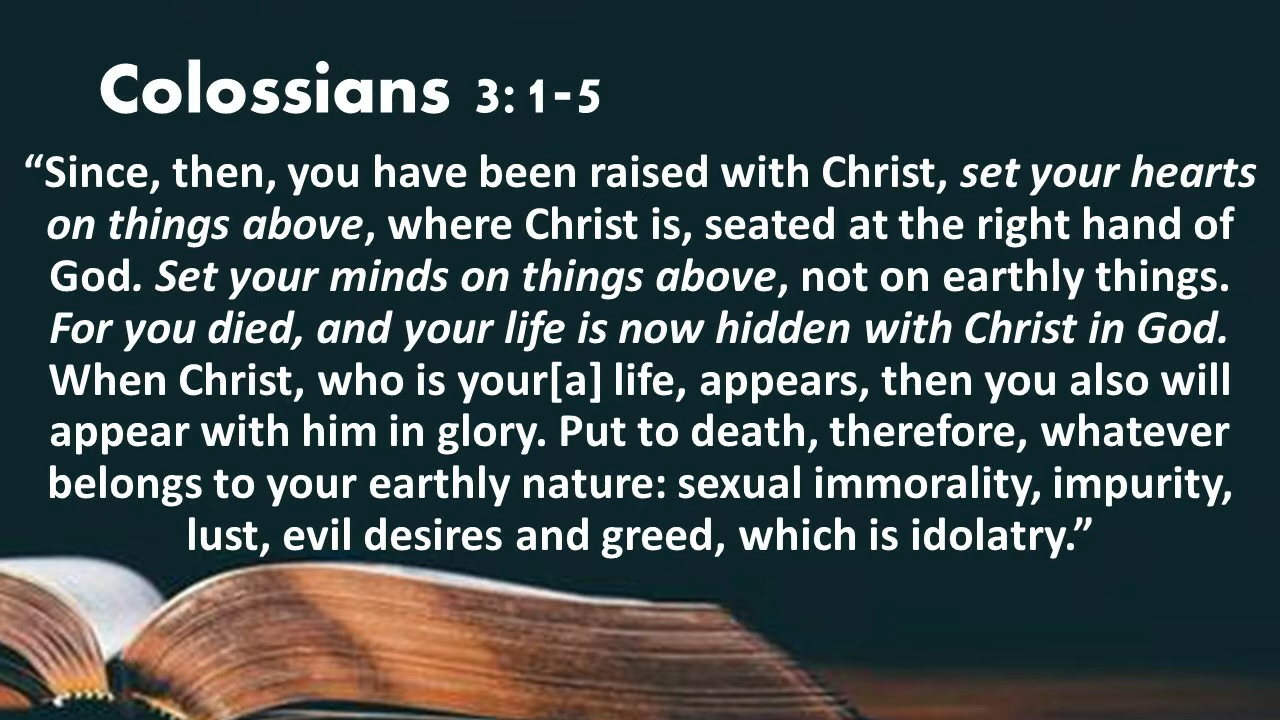 Colossians 3: 1-5
“Since, then, you have been raised with Christ, set your hearts
on things above, where Christ is, seated at the right hand of
God. Set your minds on things above, not on earthly things.
For you died, and your life is now hidden with Christ in God.
When Christ, who is your[a] life, appears, then you also will
appear with him in glory. Put to death, therefore, whatever
belongs to your earthly nature: sexual immorality, impurity,
lust, evil desires and greed, which is idolatry.”